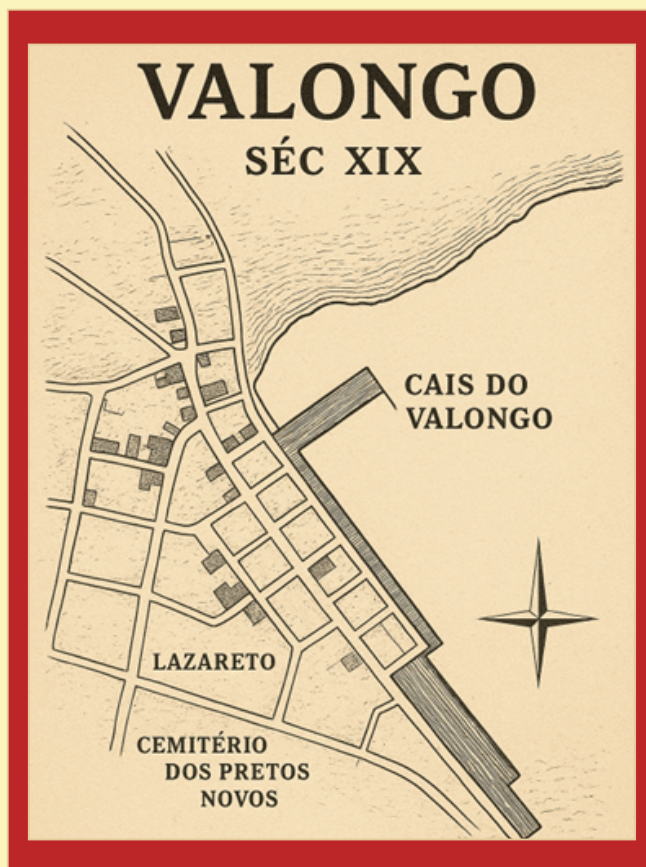 VALONGO
SÉC XIX
CAIS DO
VALONGO
LAZARETO
CEMITÉRIO
DOS PRETOS
NOVOS